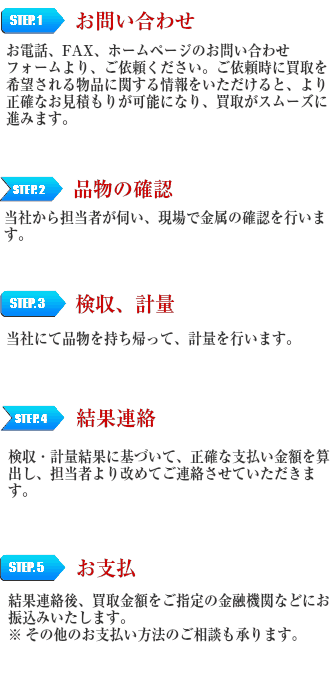 STEP.1 お問い合わせ
お電話、FAX、ホームページのお問い合わせ
フォームより、ご依頼ください。ご依頼時に買取を
希望される物品に関する情報をいただけると、より
正確なお見積もりが可能になり、買取がスムーズに
進みます。
STEP.2 品物の確認
当社から担当者が伺い、現場で金属の確認を行いま
す。
STEP.3 検収、計量
当社にて品物を持ち帰って、計量を行います。
STEP.4 結果連絡
検収・計量結果に基づいて、正確な支払い金額を算
出し、担当者より改めてご連絡させていただきま
す。
STEP.5 お支払
結果連絡後、買取金額をご指定の金融機関などにお
振込みいたします。
※ その他のお支払い方法のご相談も承ります。